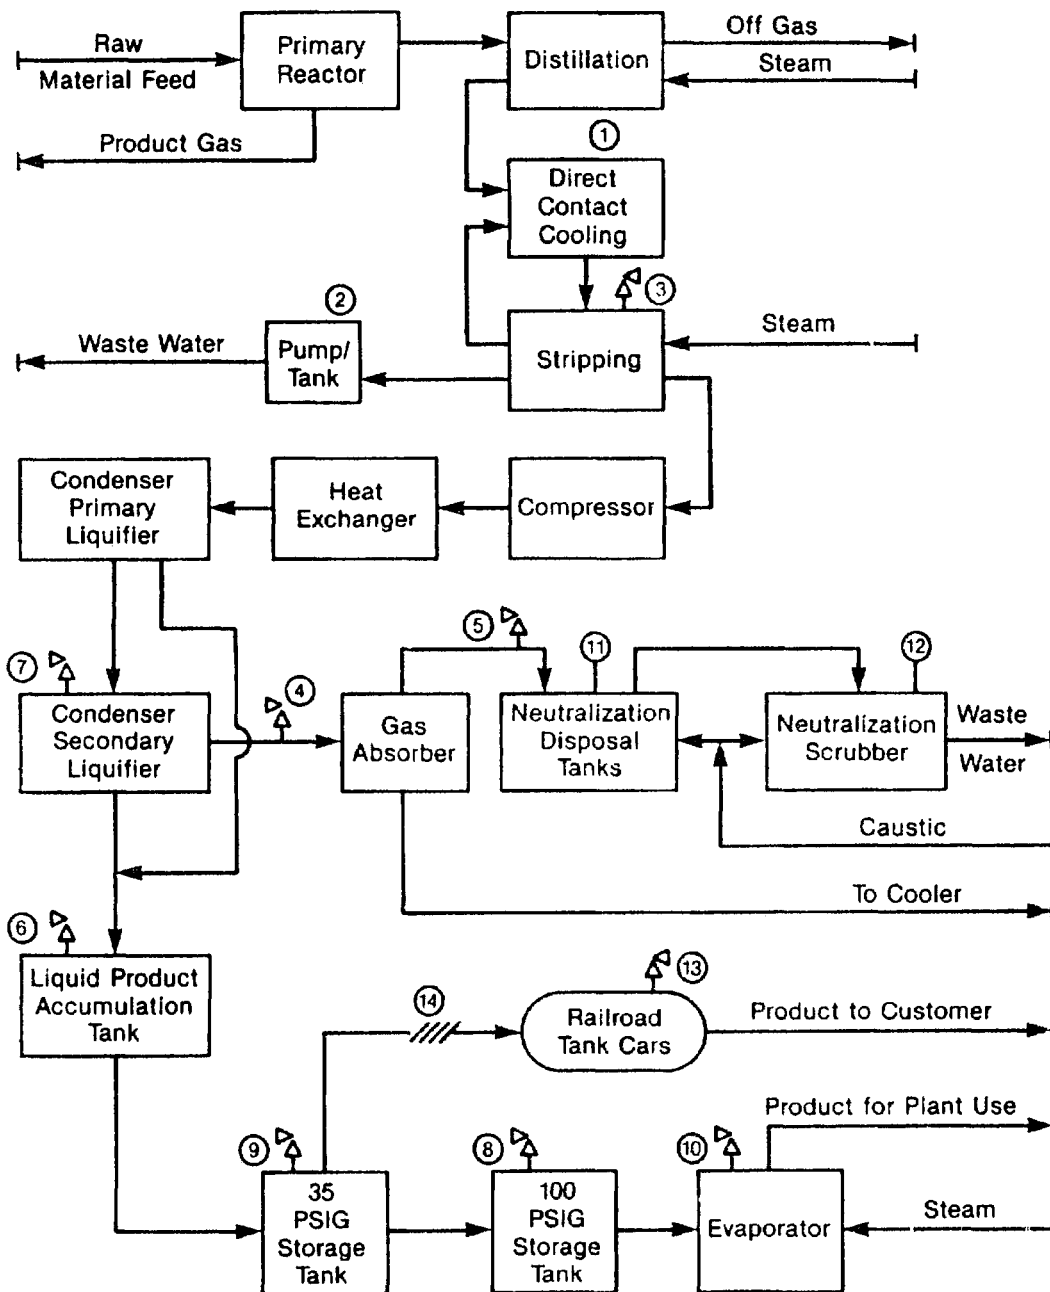 Raw
Material Feed
Primary
Reactor
Distillation
Off Gas
Steam
Product Gas
1
Direct
Contact
Cooling
2
3
Waste Water
Pump/
Tank
Stripping
Steam
Condenser
Primary
Liquifier
Heat
Exchanger
Compressor
5
11
12
7
4
Condenser
Secondary
Liquifier
Gas
Absorber
Neutralization
Disposal
Tanks
Neutralization
Scrubber
Waste
Water
Caustic
To Cooler
6
Liquid Product
Accumulation
Tank
14
13
Railroad
Tank Cars
Product to Customer
Product for Plant Use
9
8
10
35
PSIG
Storage
Tank
100
PSIG
Storage
Tank
Evaporator
Steam